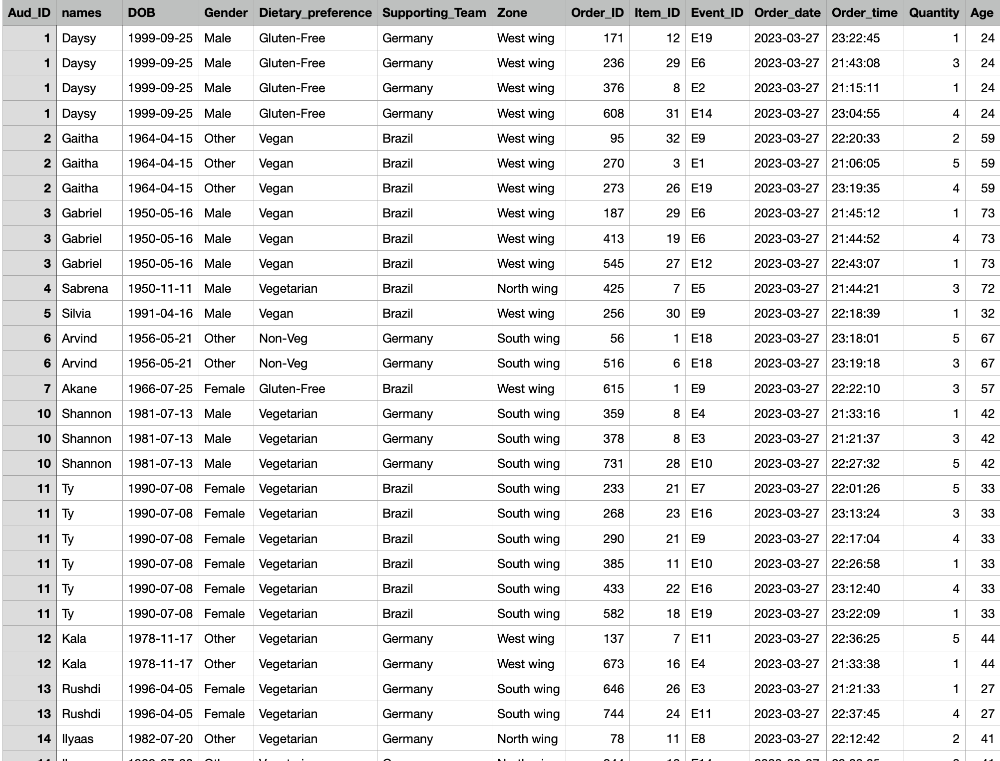 Aud_ID names DOB Gender Dietary_preference Supporting_Team Zone Order_ID Item_ID Event_ID Order_date Order_time Quantity Age
1 Daysy 1999-09-25 Male Gluten-Free Germany West wing 171 12 E19 2023-03-27 23:22:45 1 24
1 Daysy 1999-09-25 Male Gluten-Free Germany West wing 236 29 E6 2023-03-27 21:43:08 3 24
1 Daysy 1999-09-25 Male Gluten-Free Germany West wing 376 8 E2 2023-03-27 21:15:11 1 24
1 Daysy 1999-09-25 Male Gluten-Free Germany West wing 608 31 E14 2023-03-27 23:04:55 4 24
2 Gaitha 1964-04-15 Other Vegan Brazil West wing 95 32 E9 2023-03-27 22:20:33 2 59
2 Gaitha 1964-04-15 Other Vegan Brazil West wing 270 3 E1 2023-03-27 21:06:05 5 59
2 Gaitha 1964-04-15 Other Vegan Brazil West wing 273 26 E19 2023-03-27 23:19:35 4 59
3 Gabriel 1950-05-16 Male Vegan Brazil West wing 187 29 E6 2023-03-27 21:45:12 1 73
3 Gabriel 1950-05-16 Male Vegan Brazil West wing 413 19 E6 2023-03-27 21:44:52 4 73
3 Gabriel 1950-05-16 Male Vegan Brazil West wing 545 27 E12 2023-03-27 22:43:07 1 73
4 Sabrena 1950-11-11 Male Vegetarian Brazil North wing 425 7 E5 2023-03-27 21:44:21 3 72
5 Silvia 1991-04-16 Male Vegan Brazil West wing 256 30 E9 2023-03-27 22:18:39 1 32
6 Arvind 1956-05-21 Other Non-Veg Germany South wing 56 1 E18 2023-03-27 23:18:01 5 67
6 Arvind 1956-05-21 Other Non-Veg Germany South wing 516 6 E18 2023-03-27 23:19:18 3 67
7 Akane 1966-07-25 Female Gluten-Free Brazil West wing 615 1 E9 2023-03-27 22:22:10 3 57
10 Shannon 1981-07-13 Male Vegetarian Germany South wing 359 8 E4 2023-03-27 21:33:16 1 42
10 Shannon 1981-07-13 Male Vegetarian Germany South wing 378 8 E3 2023-03-27 21:21:37 3 42
10 Shannon 1981-07-13 Male Vegetarian Germany South wing 731 28 E10 2023-03-27 22:27:32 5 42
11 Ty 1990-07-08 Female Vegetarian Brazil South wing 233 21 E7 2023-03-27 22:01:26 5 33
11 Ty 1990-07-08 Female Vegetarian Brazil South wing 268 23 E16 2023-03-27 23:13:24 3 33
11 Ty 1990-07-08 Female Vegetarian Brazil South wing 290 21 E9 2023-03-27 22:17:04 4 33
11 Ty 1990-07-08 Female Vegetarian Brazil South wing 385 11 E10 2023-03-27 22:26:58 1 33
11 Ty 1990-07-08 Female Vegetarian Brazil South wing 433 22 E16 2023-03-27 23:12:40 4 33
11 Ty 1990-07-08 Female Vegetarian Brazil South wing 582 18 E19 2023-03-27 23:22:09 1 33
12 Kala 1978-11-17 Other Vegetarian Germany West wing 137 7 E11 2023-03-27 22:36:25 5 44
12 Kala 1978-11-17 Other Vegetarian Germany West wing 673 16 E4 2023-03-27 21:33:38 1 44
13 Rushdi 1996-04-05 Female Vegetarian Germany South wing 646 26 E3 2023-03-27 21:21:33 1 27
13 Rushdi 1996-04-05 Female Vegetarian Germany South wing 744 24 E11 2023-03-27 22:37:45 4 27
14 Ilyaas 1982-07-20 Other Vegetarian Germany North wing 78 11 E8 2023-03-27 22:12:42 2 41